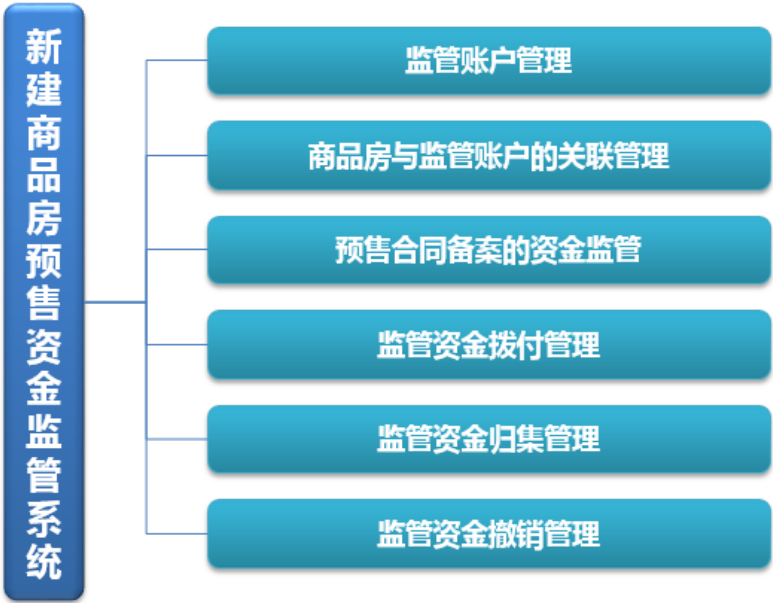 新建商品房预售资金监管系统
监管账户管理
商品房与监管账户的关联管理
预售合同备案的资金监管
监管资金拨付管理
监管资金归集管理
监管资金撤销管理